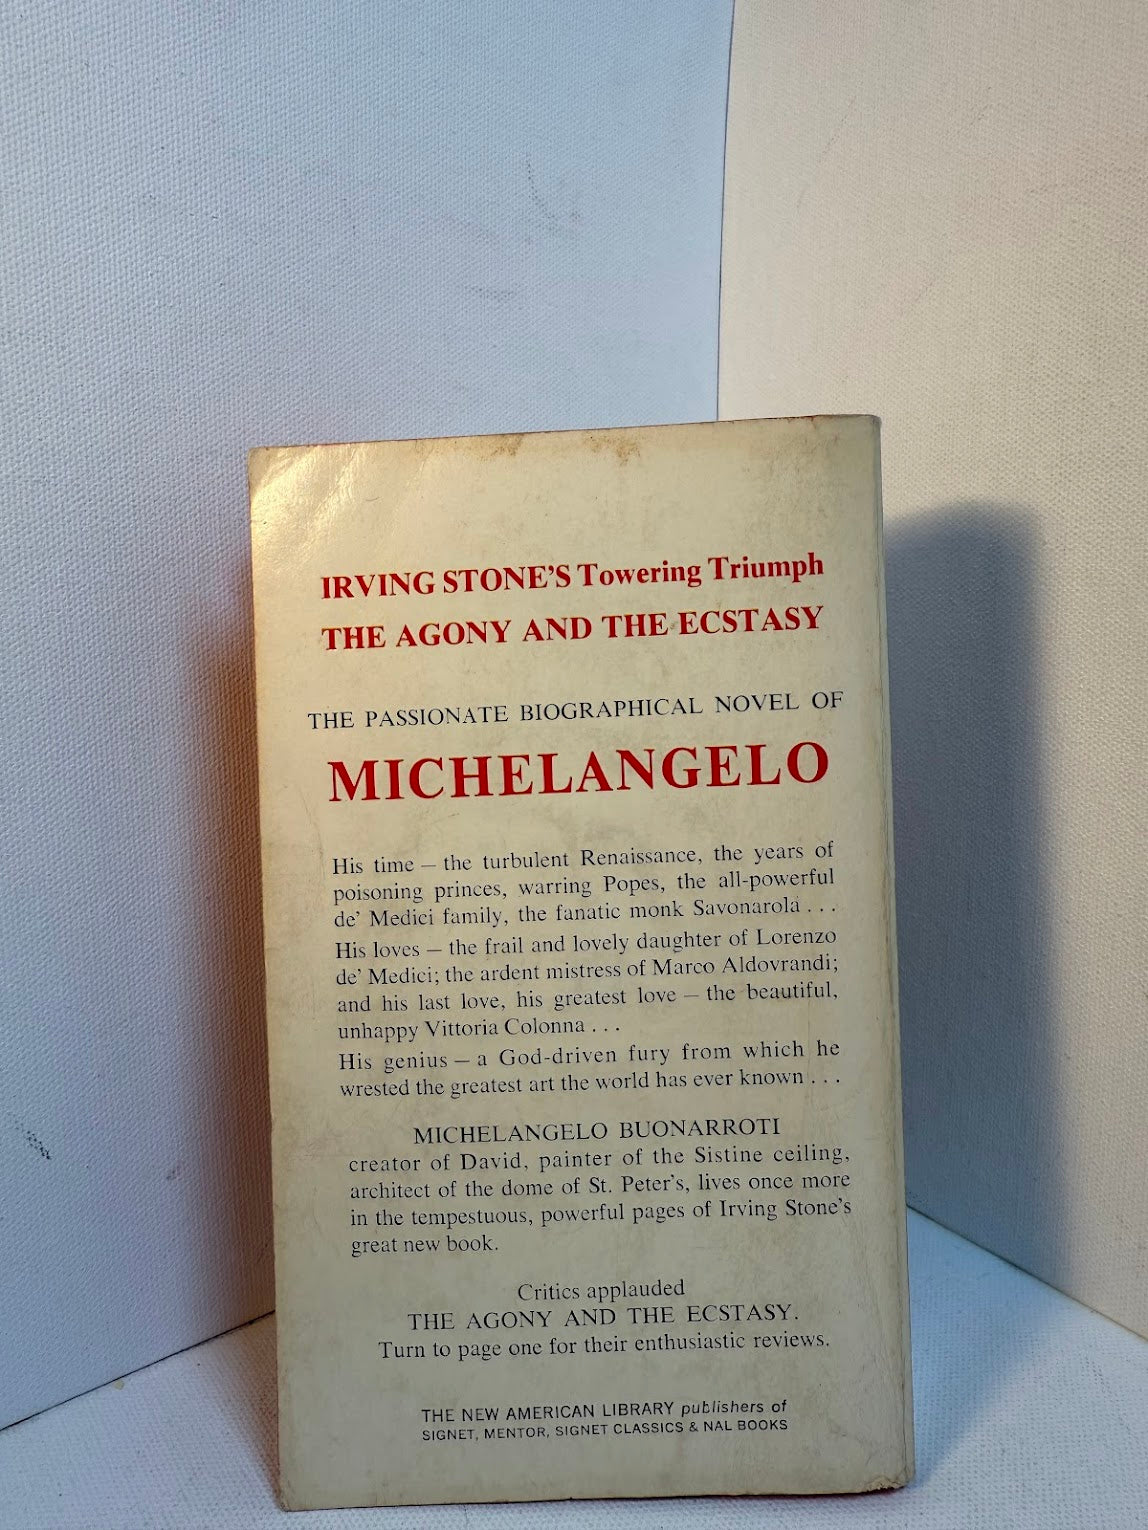 IRVING STONE'S Towering Triumph
THE AGONY AND THE ECSTASY
THE PASSIONATE BIOGRAPHICAL NOVEL OF
MICHELANGELO
His time – the turbulent Renaissance, the years of
poisoning princes, warring Popes, the all-powerful
de' Medici family, the fanatic monk Savonarola . . .
His loves – the frail and lovely daughter of Lorenzo
de' Medici; the ardent mistress of Marco Aldovrandi;
and his last love, his greatest love – the beautiful,
unhappy Vittoria Colonna . . .
His genius – a God-driven fury from which he
wrested the greatest art the world has ever known . . .
MICHELANGELO BUONARROTI
creator of David, painter of the Sistine ceiling,
architect of the dome of St. Peter's, lives once more
in the tempestuous, powerful pages of Irving Stone's
great new book.
Critics applauded
THE AGONY AND THE ECSTASY.
Turn to page one for their enthusiastic reviews.
THE NEW AMERICAN LIBRARY publishers of
SIGNET, MENTOR, SIGNET CLASSICS & NAL BOOKS